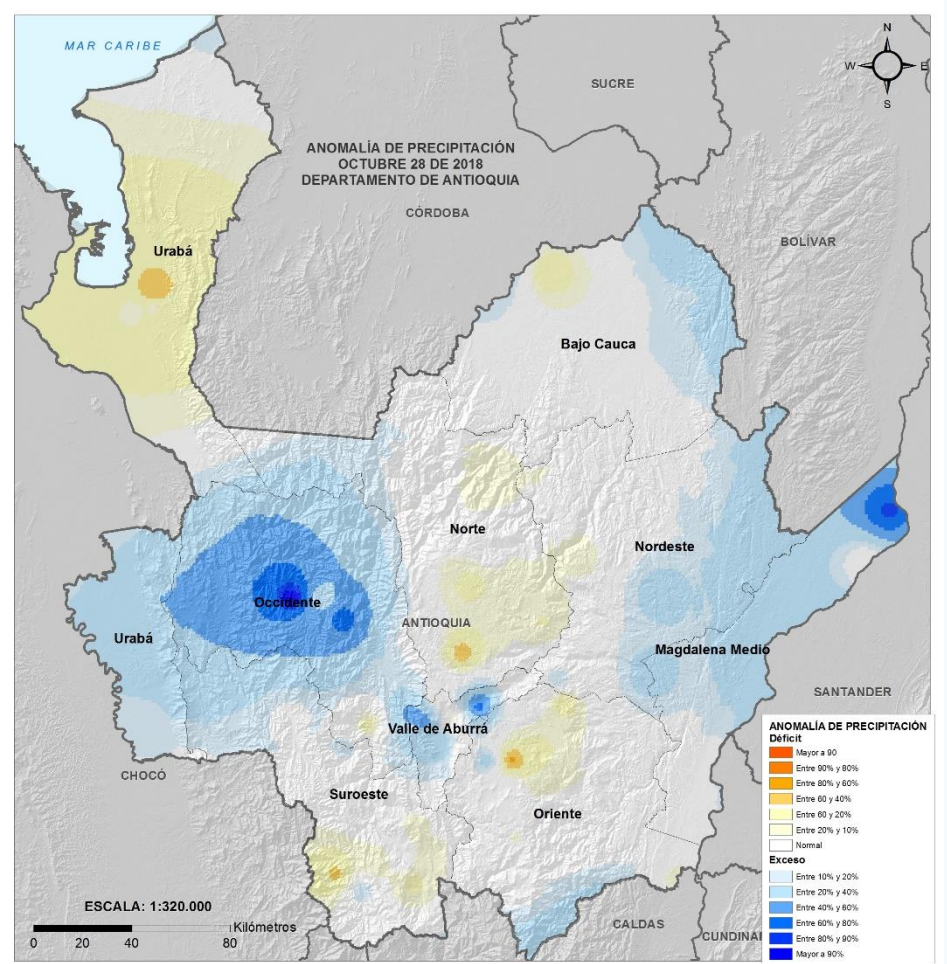 MAR CARIBE
N
W
E
S
SUCRE
ANOMALÍA DE PRECIPITACIÓN
OCTUBRE 28 DE 2018
DEPARTAMENTO DE ANTIOQUIA
CÓRDOBA
BOLÍVAR
Urabá
Bajo Cauca
Norte
Nordeste
Occidente
ANTIOQUIA
Urabá
Magdalena Medio
SANTANDER
Valle de Aburrá
CHOCÓ
Suroeste
Oriente
CALDAS
CUNDINA
ESCALA: 1:320.000
Kilómetros
0 20 40 80
ANOMALÍA DE PRECIPITACIÓN
Déficit
Mayor a 90
Entre 90% y 80%
Entre 80% y 60%
Entre 60 y 40%
Entre 60 y 20%
Entre 20% y 10%
Normal
Exceso
Entre 10% y 20%
Entre 20% y 40%
Entre 40% y 60%
Entre 60% y 80%
Entre 80% y 90%
Mayor a 90%